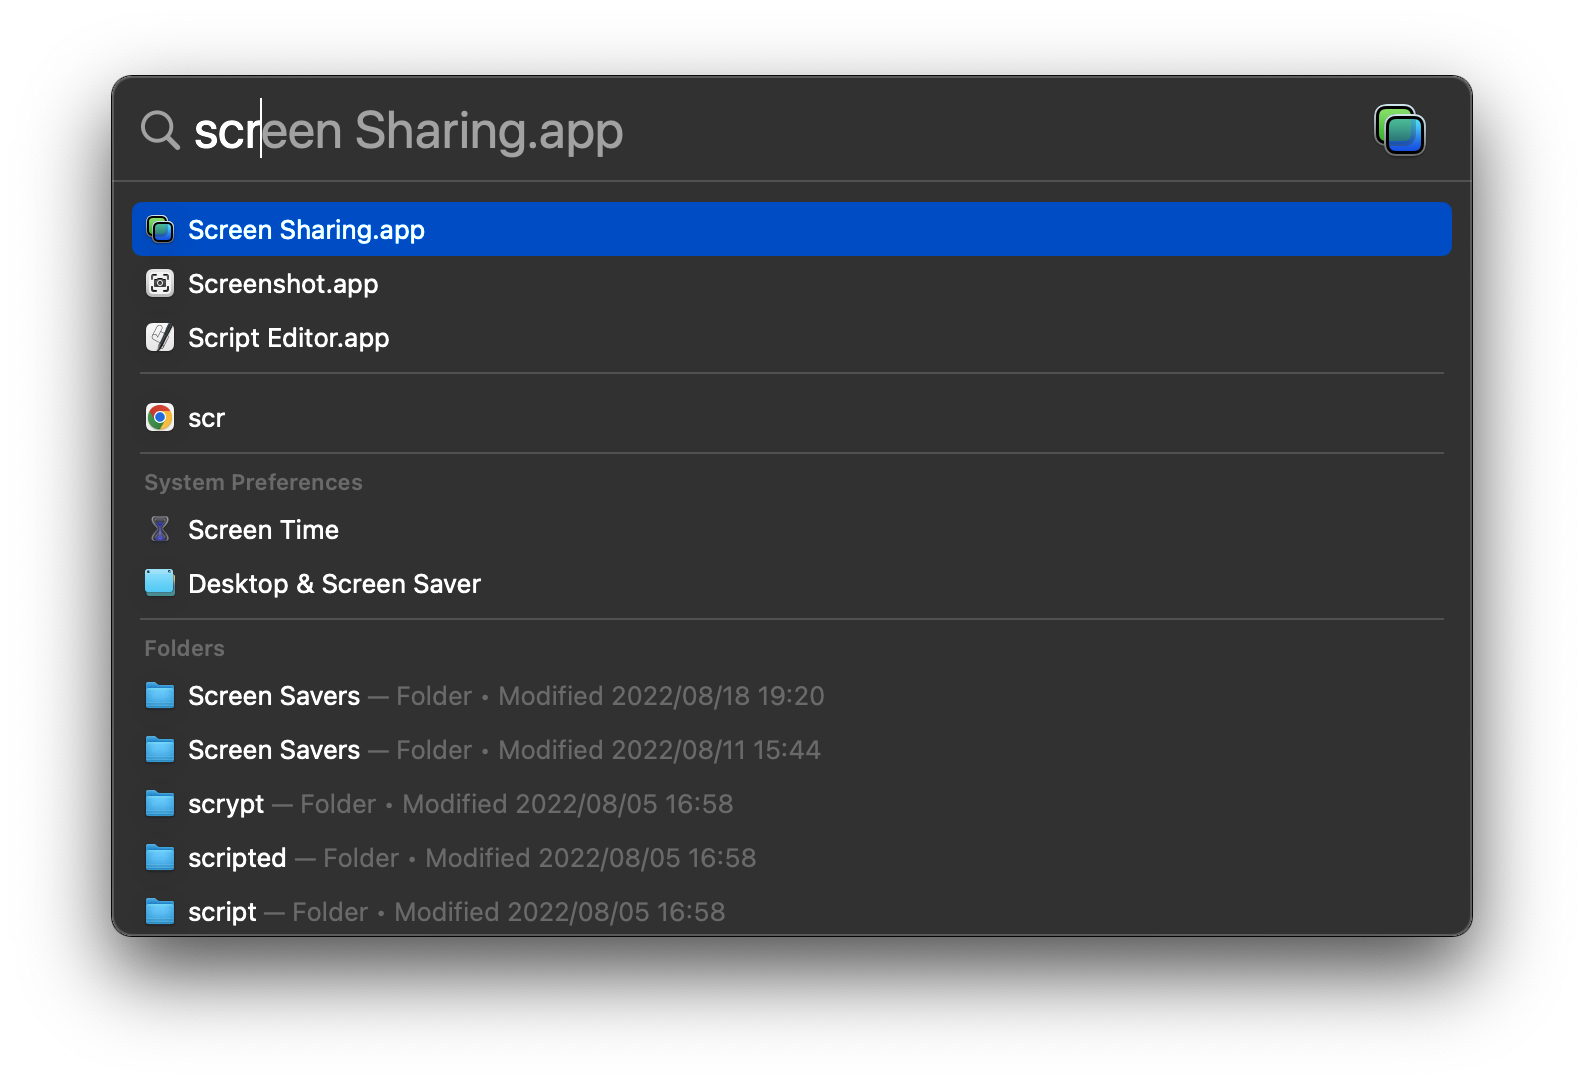 screen Sharing.app
Screen Sharing.app
Screenshot.app
Script Editor.app
scr
System Preferences
Screen Time
Desktop & Screen Saver
Folders
Screen Savers — Folder • Modified 2022/08/18 19:20
Screen Savers — Folder • Modified 2022/08/11 15:44
scrypt — Folder • Modified 2022/08/05 16:58
scripted — Folder • Modified 2022/08/05 16:58
script — Folder • Modified 2022/08/05 16:58